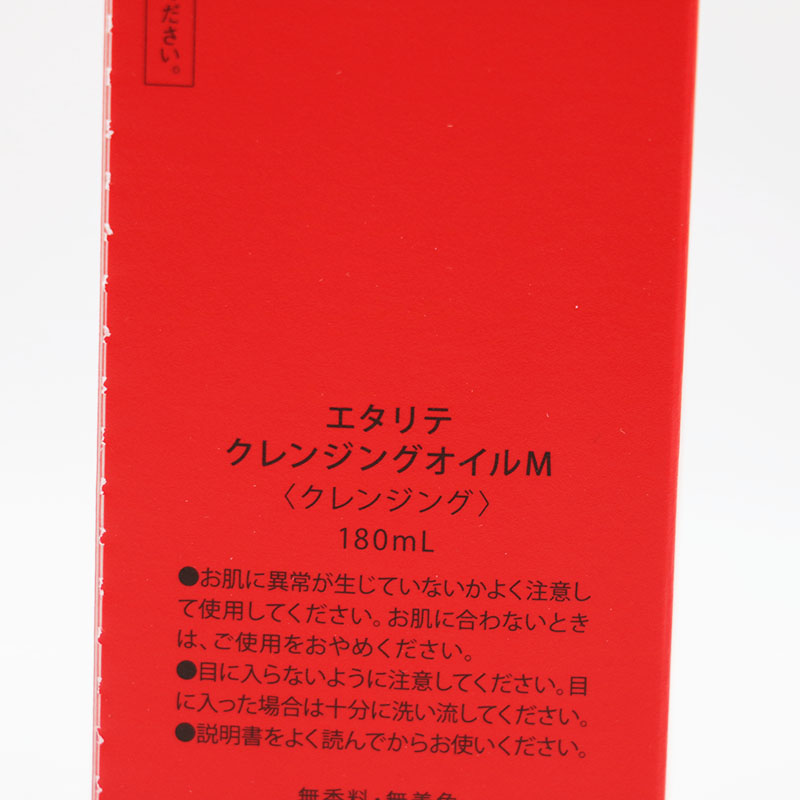 ださい。
エタリテ
クレンジングオイルM
〈クレンジング〉
180mL
●お肌に異常が生じていないかよく注意し
て使用してください。お肌に合わないとき
は、ご使用をおやめください。
●目に入らないように注意してください。目
に入った場合は十分に洗い流してください。
●説明書をよく読んでからお使いください。
無香料・無着色